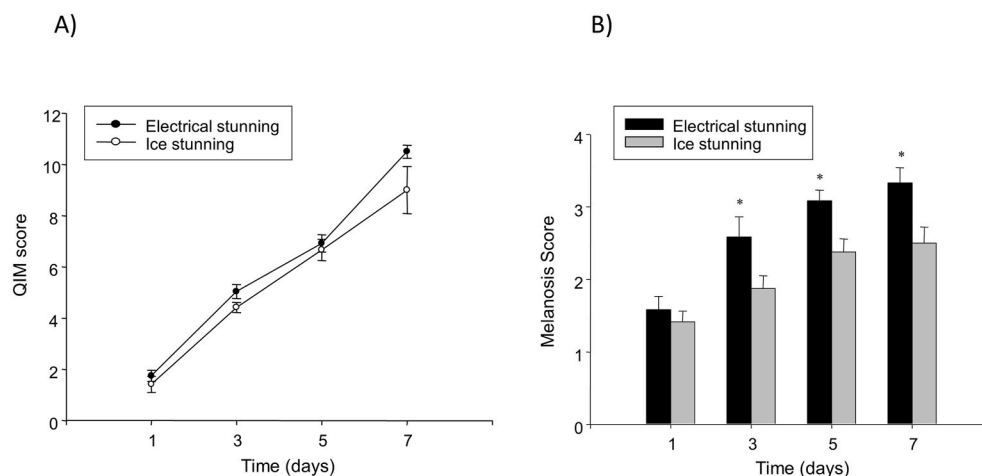 A)
Electrical stunning
Ice stunning
QIM score
12
10
8
6
4
2
0
1 3 5 7
Time (days)
B)
Electrical stunning
Ice stunning
Melanosis Score
4
3
2
1
0
* * *
1 3 5 7
Time (days)